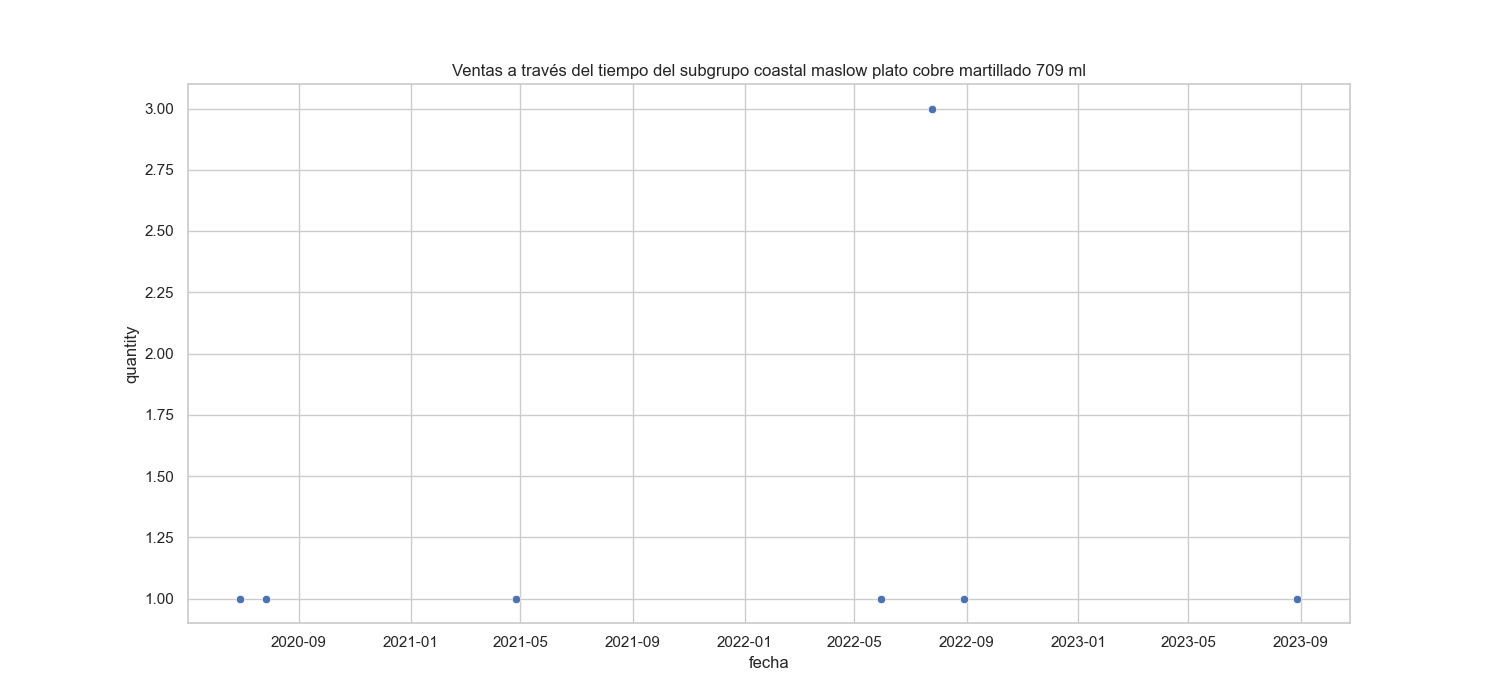 Ventas a través del tiempo del subgrupo coastal maslow plato cobre martillado 709 ml
3.00
2.75
2.50
2.25
2.00
1.75
1.50
1.25
1.00
quantity
2020-09 2021-01 2021-05 2021-09 2022-01 2022-05 2022-09 2023-01 2023-05 2023-09
fecha